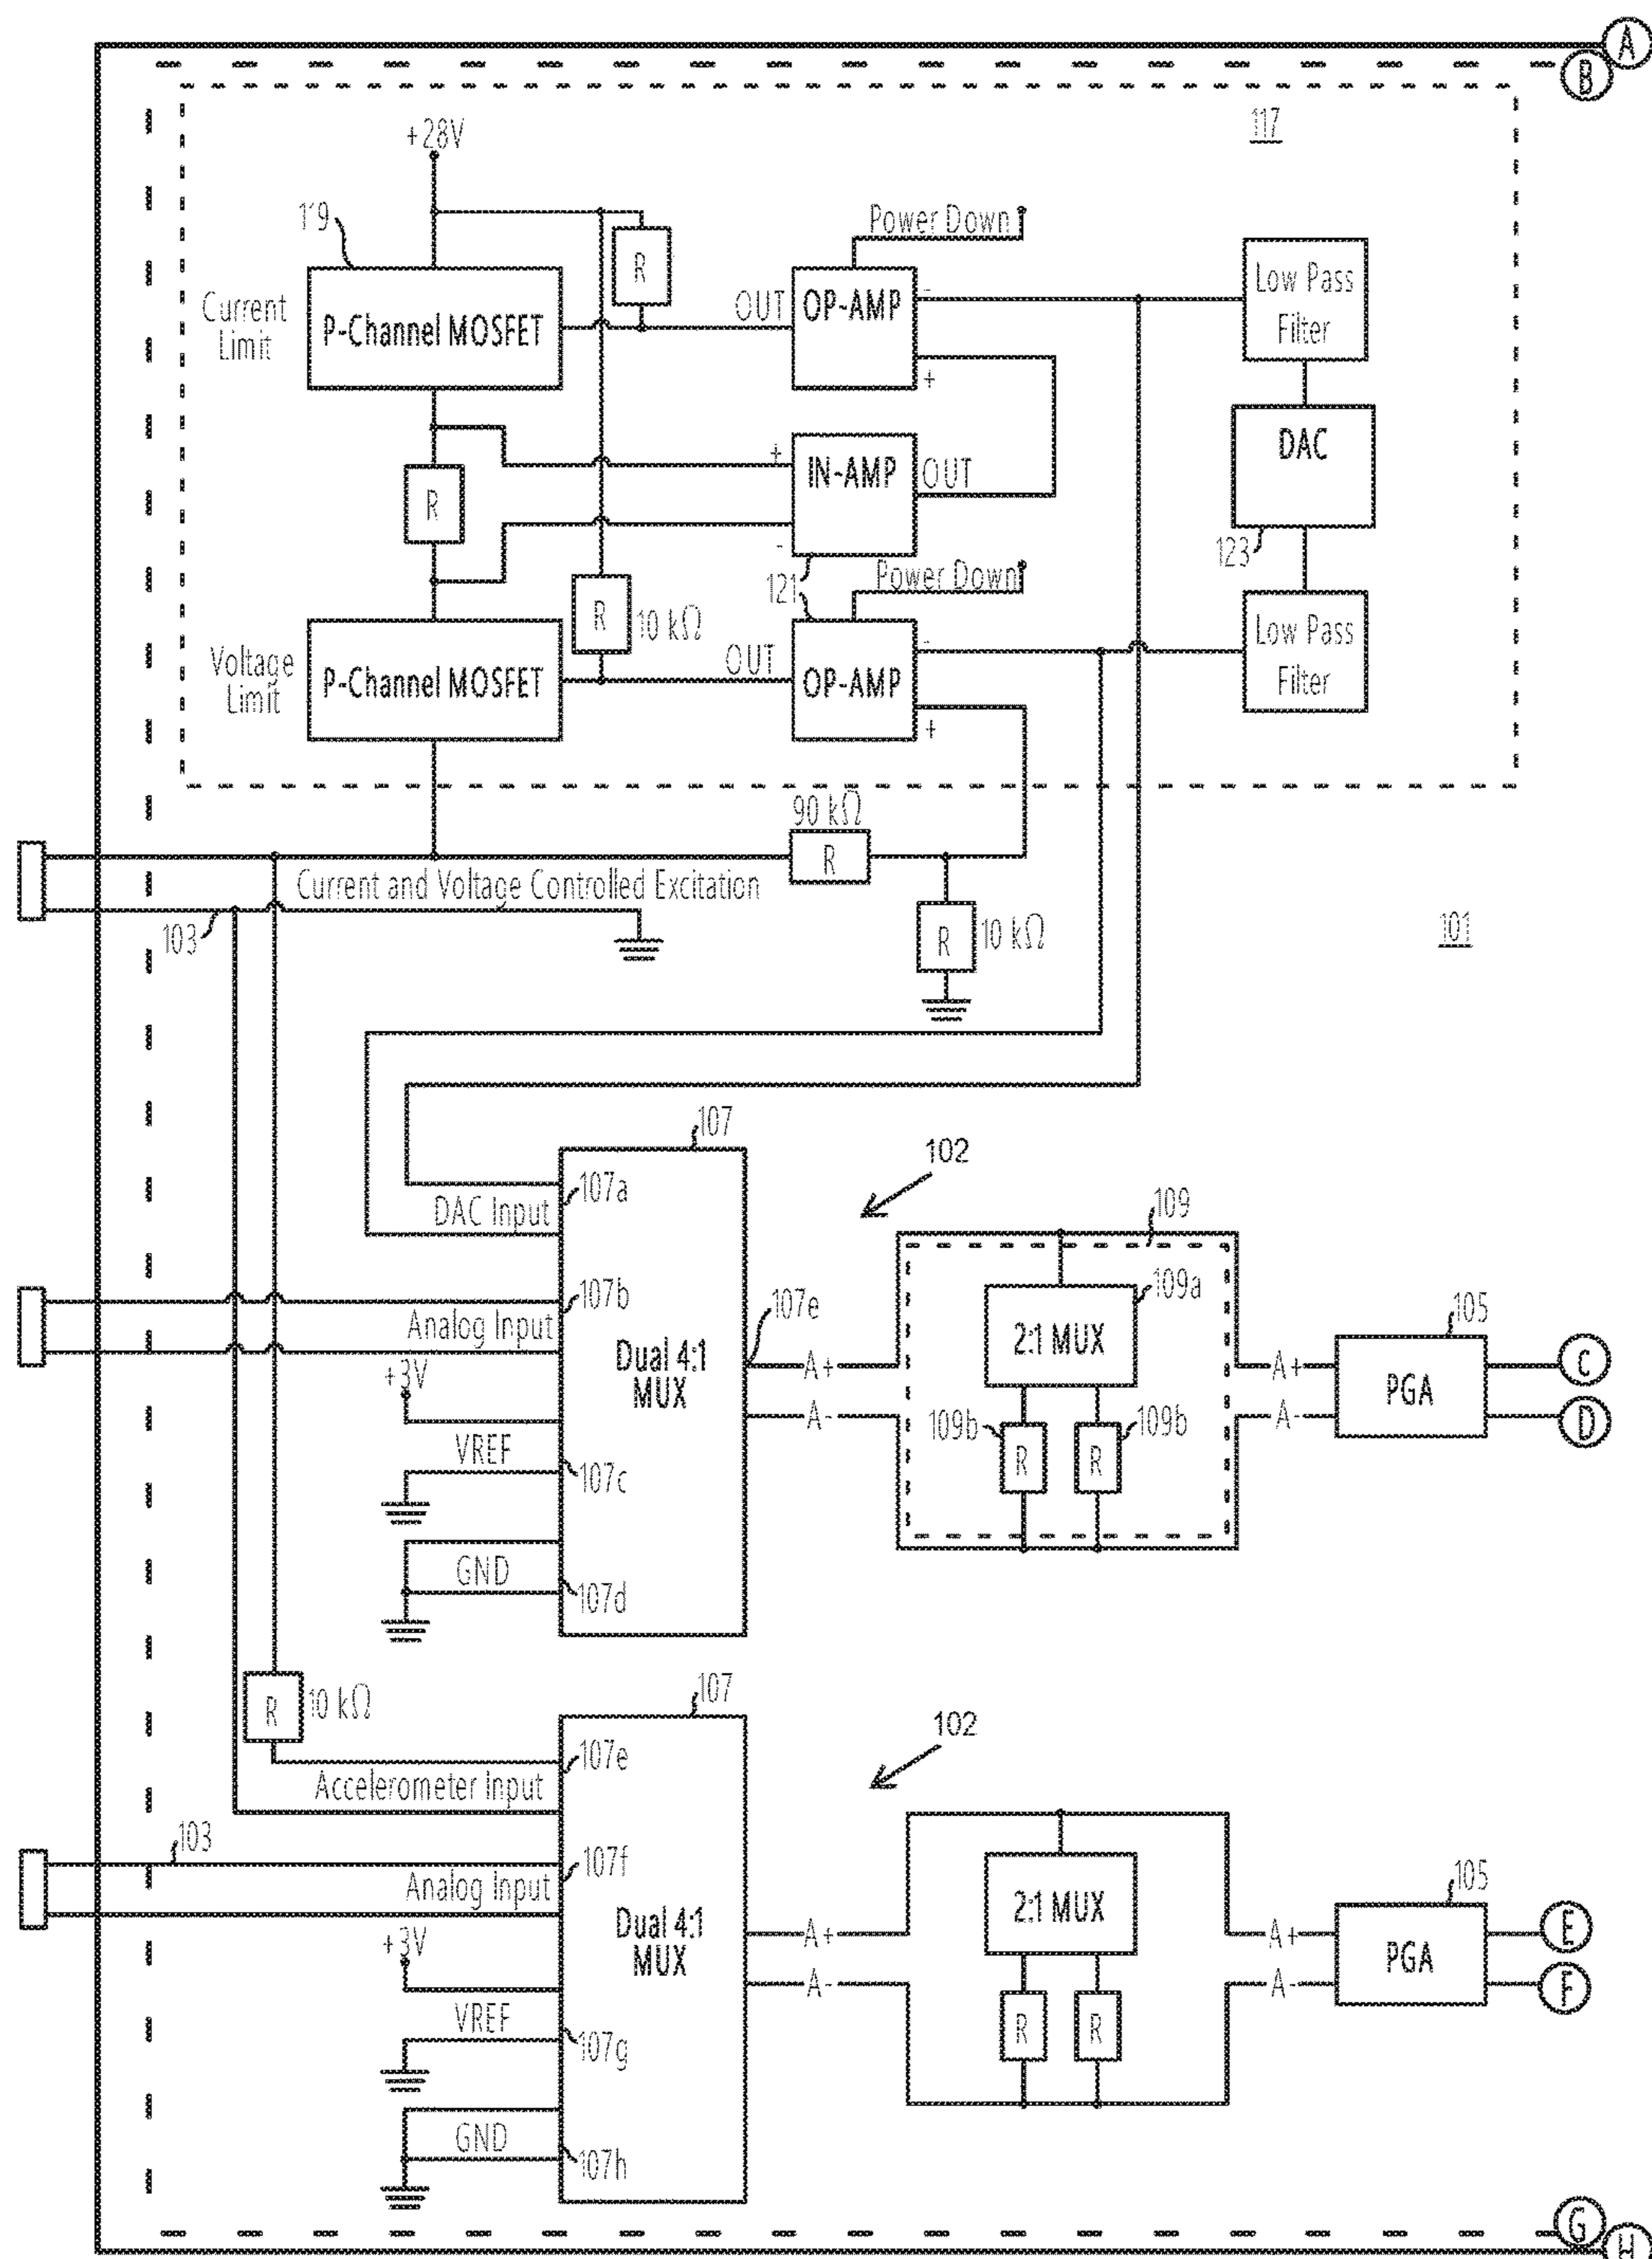 A
B
+28V
117
1'9
Power Down
R
Current
Limit
P-Channel MOSFET
OUT
OP-AMP
-
+
Low Pass
Filter
DAC
123
R
+
IN-AMP
OUT
-
121
Power Down
R
10 kΩ
Voltage
Limit
P-Channel MOSFET
OUT
OP-AMP
-
+
Low Pass
Filter
90 kΩ
R
Current and Voltage Controlled Excitation
103
R
10 kΩ
101
107
102
107a
DAC Input
109
107b
Analog Input
107e
109a
2:1 MUX
105
Dual 4:1
MUX
+3V
A+
A+
PGA
C
A-
A-
D
109b
109b
R
R
VREF
107c
GND
107d
R
10 kΩ
107
102
107e
Accelerometer Input
103
107f
Analog Input
2:1 MUX
105
Dual 4:1
MUX
+3V
A+
A+
PGA
E
A-
A-
F
R
R
VREF
107g
GND
107h
G
H